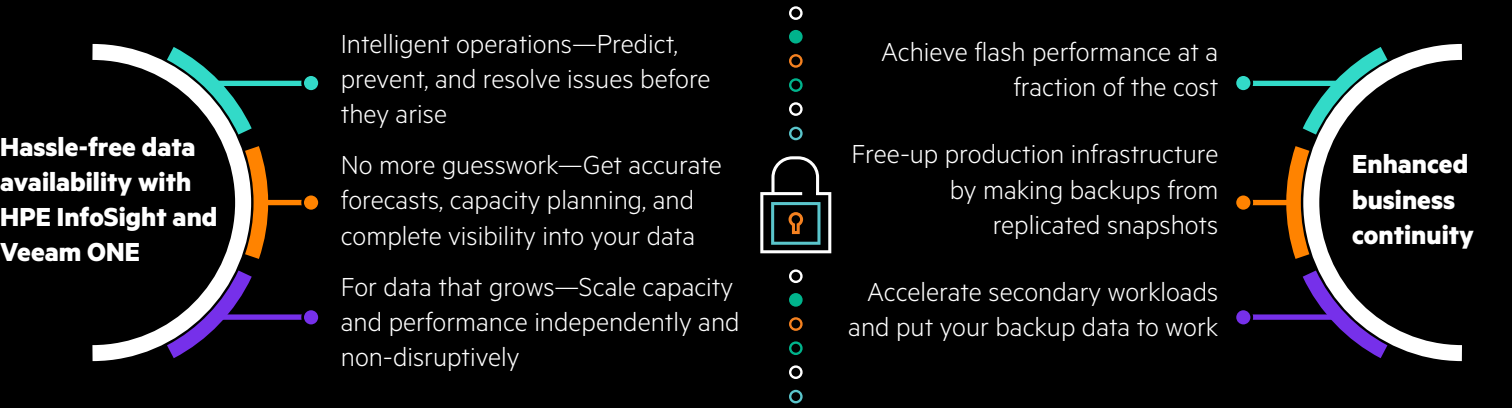 Hassle-free data
availability with
HPE InfoSight and
Veeam ONE
Intelligent operations—Predict,
prevent, and resolve issues before
they arise
No more guesswork—Get accurate
forecasts, capacity planning, and
complete visibility into your data
For data that grows—Scale capacity
and performance independently and
non-disruptively
Achieve flash performance at a
fraction of the cost
Free-up production infrastructure
by making backups from
replicated snapshots
Accelerate secondary workloads
and put your backup data to work
Enhanced
business
continuity